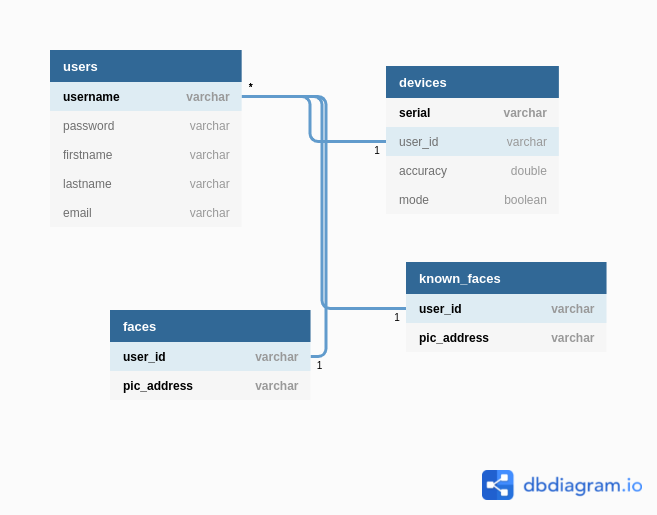 users
username varchar
password varchar
firstname varchar
lastname varchar
email varchar
*
devices
serial varchar
user_id varchar
accuracy double
mode boolean
1
known_faces
user_id varchar
pic_address varchar
1
faces
user_id varchar
pic_address varchar
1
dbdiagram.io